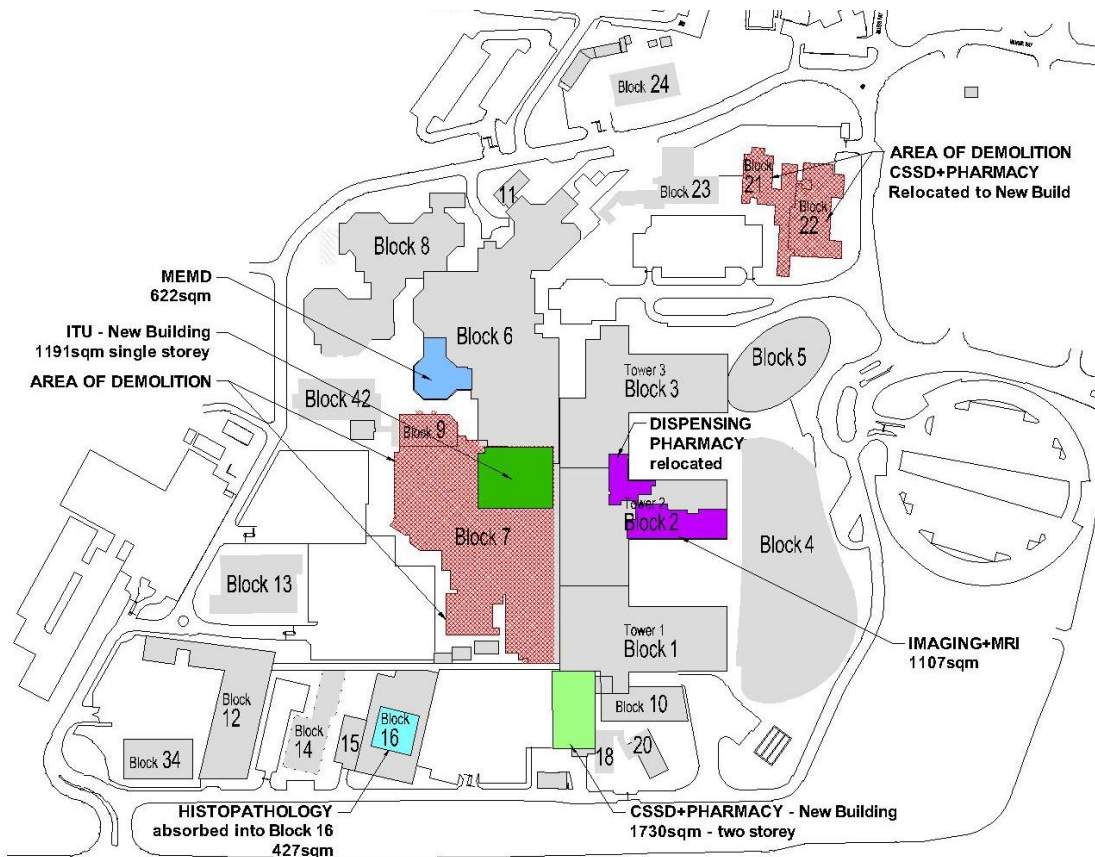 Block 24
AREA OF DEMOLITION
CSSD+PHARMACY
Relocated to New Build
Block
21
Block 23
11
Block
22
Block 8
MEMD
622sqm
ITU - New Building
1191sqm single storey
Block 6
Block 5
Tower 3
Block 3
AREA OF DEMOLITION
Block 42
Block 9
DISPENSING
PHARMACY
relocated
Tower 2
Block 2
Block 7
Block 4
Block 13
Tower 1
Block 1
IMAGING+MRI
1107sqm
Block
12
Block
14
15
Block
16
Block 10
18
20
Block 34
HISTOPATHOLOGY
absorbed into Block 16
427sqm
CSSD+PHARMACY - New Building
1730sqm - two storey